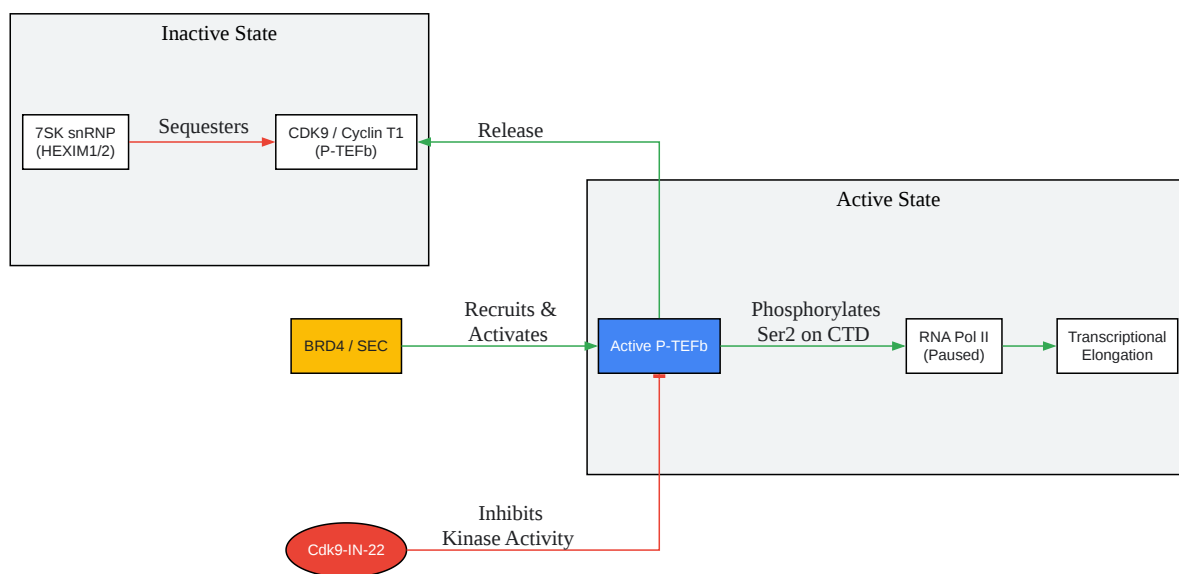 Inactive State
7SK snRNP
(HEXIM1/2)
Sequesters
CDK9 / Cyclin T1
(P-TEFb)
Release
Active State
BRD4 / SEC
Recruits &
Activates
Active P-TEFb
Phosphorylates
Ser2 on CTD
RNA Pol II
(Paused)
Transcriptional
Elongation
Cdk9-IN-22
Inhibits
Kinase Activity